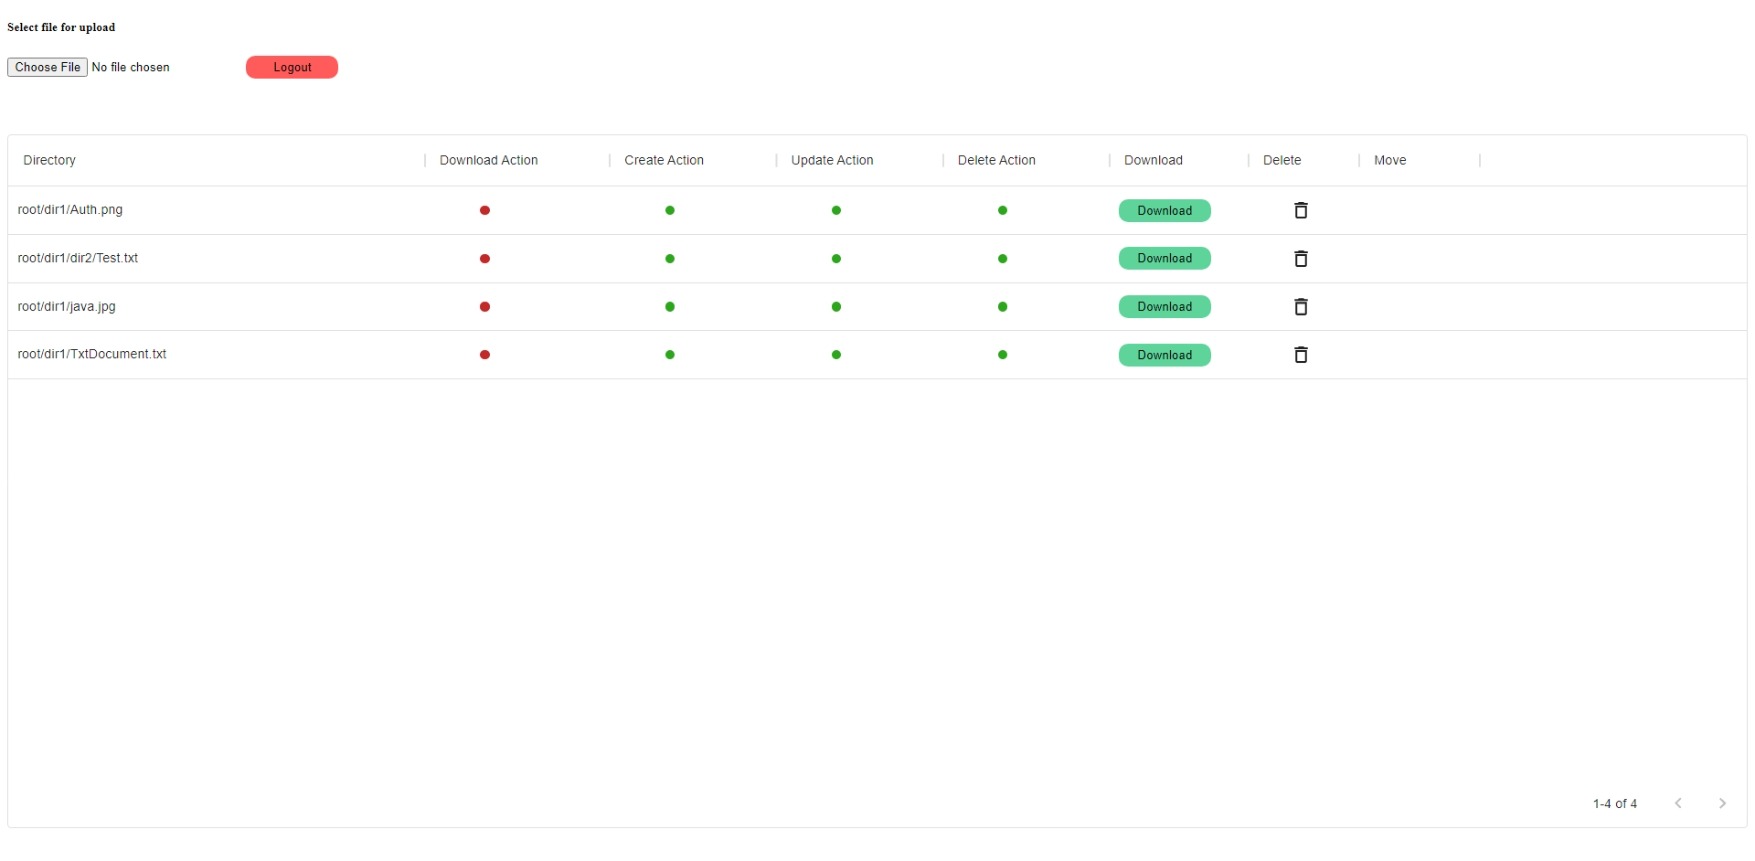 Select file for upload
Choose File No file chosen Logout
Directory Download Action Create Action Update Action Delete Action Download Delete Move
root/dir1/Auth.png Download
root/dir1/dir2/Test.txt Download
root/dir1/java.jpg Download
root/dir1/TxtDocument.txt Download
1-4 of 4